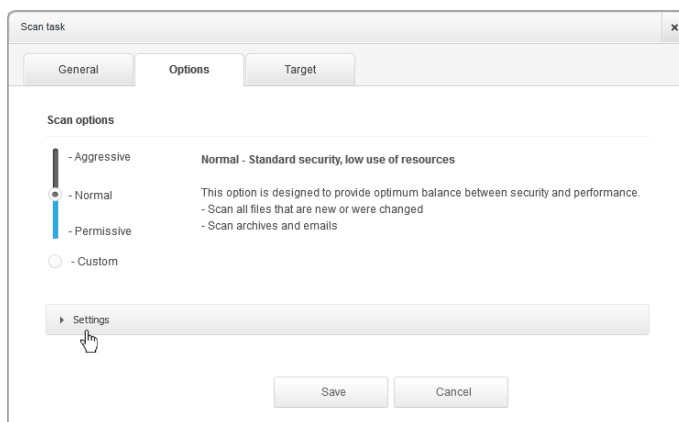 Scan task
×
General
Options
Target
Scan options
- Aggressive
- Normal
- Permissive
- Custom
Normal - Standard security, low use of resources
This option is designed to provide optimum balance between security and performance.
- Scan all files that are new or were changed
- Scan archives and emails
Settings
Save
Cancel